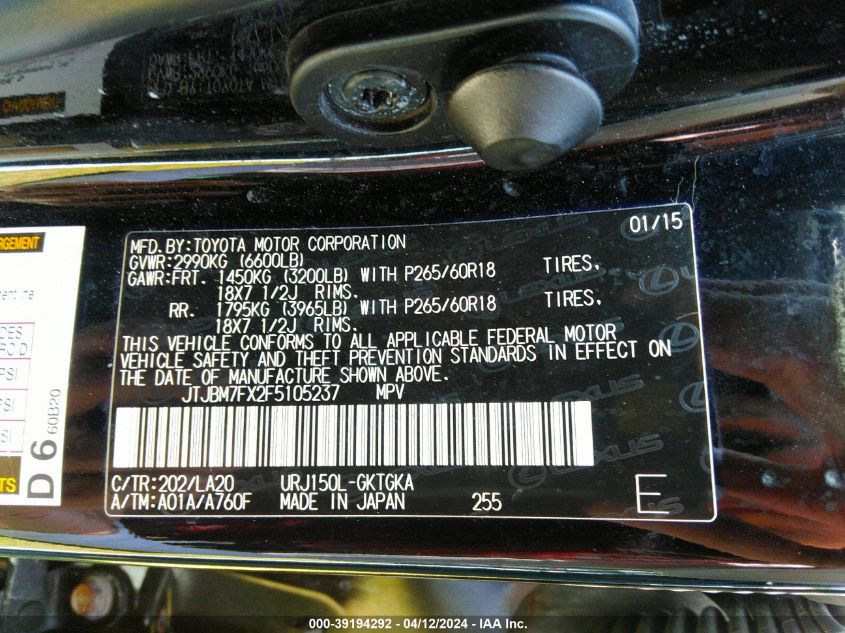 01/15
MFD.BY:TOYOTA MOTOR CORPORATION
GVWR:2990KG (6600LB)
GAWR:FRT. 1450KG (3200LB) WITH P265/60R18 TIRES,
18X7 1/2J RIMS.
RR. 1795KG (3965LB) WITH P265/60R18 TIRES,
18X7 1/2J RIMS.
THIS VEHICLE CONFORMS TO ALL APPLICABLE FEDERAL MOTOR
VEHICLE SAFETY AND THEFT PREVENTION STANDARDS IN EFFECT ON
THE DATE OF MANUFACTURE SHOWN ABOVE.
JTJBM7FX2F5105237 MPV
C/TR:202/LA20 URJ150L-GKTGKA
A/TM:A01A/A760F MADE IN JAPAN 255
E
LEXUS
D 6
60B20
000-39194292 - 04/12/2024 - IAA Inc.